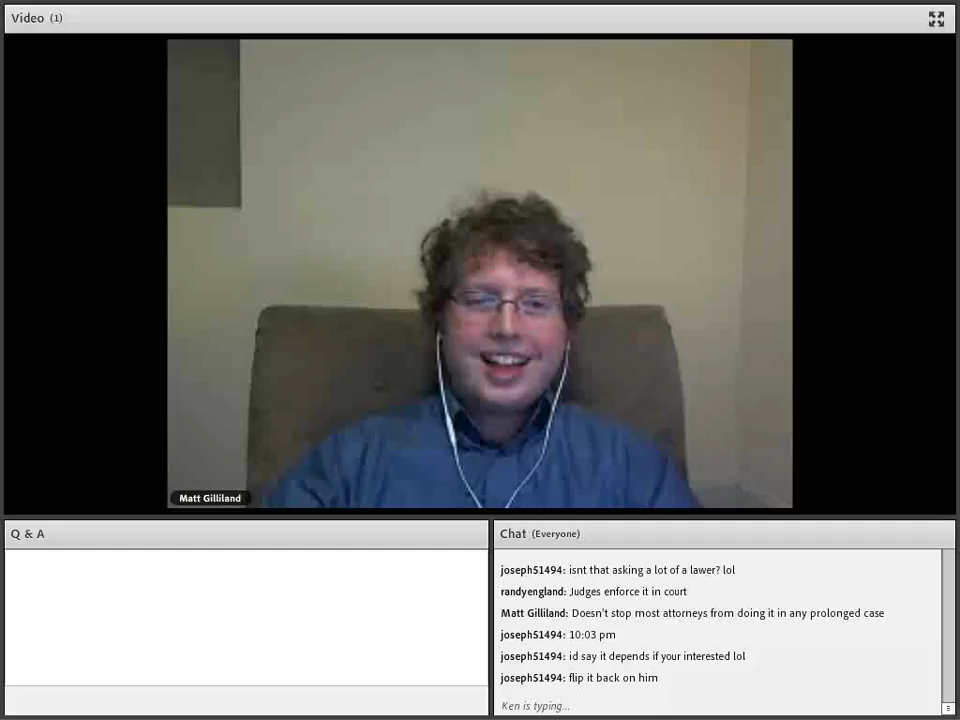 Video (1)
Matt Gilliland
Q & A
Chat (Everyone)
joseph51494: isnt that asking a lot of a lawer? lol
randyengland: Judges enforce it in court
Matt Gilliland: Doesn't stop most attorneys from doing it in any prolonged case
joseph51494: 10:03 pm
joseph51494: id say it depends if your interested lol
joseph51494: flip it back on him
Ken is typing...